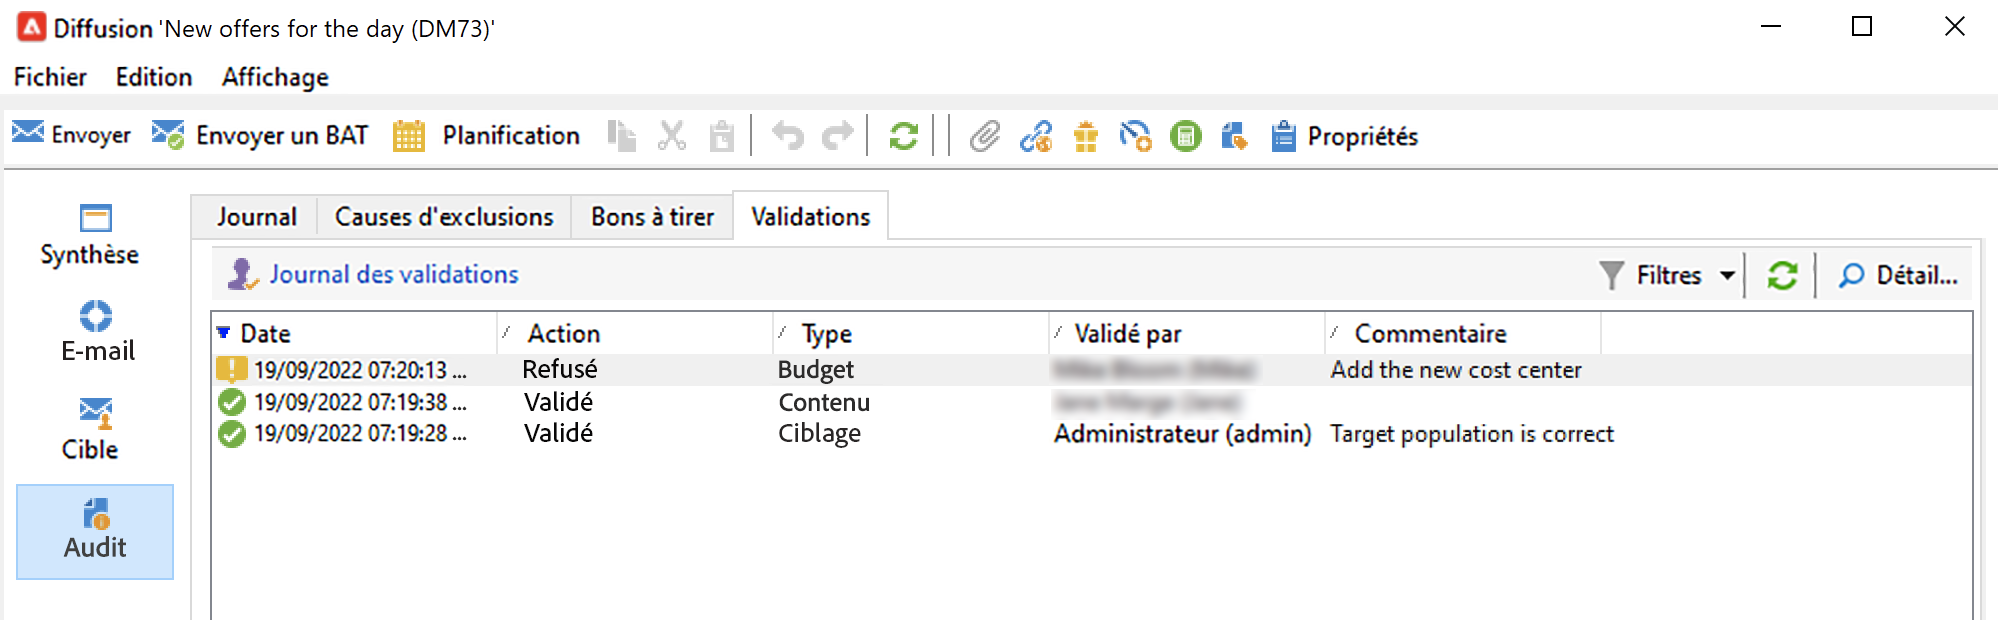 Diffusion 'New offers for the day (DM73)'
Fichier Edition Affichage
Envoyer Envoyer un BAT Planification Propriétés
Synthèse
E-mail
Cible
Audit
Journal Causes d'exclusions Bons à tirer Validations
Journal des validations Filtres Détail...
Date Action Type Validé par Commentaire
19/09/2022 07:20:13 ... Refusé Budget Add the new cost center
19/09/2022 07:19:38 ... Validé Contenu
19/09/2022 07:19:28 ... Validé Ciblage Administrateur (admin) Target population is correct